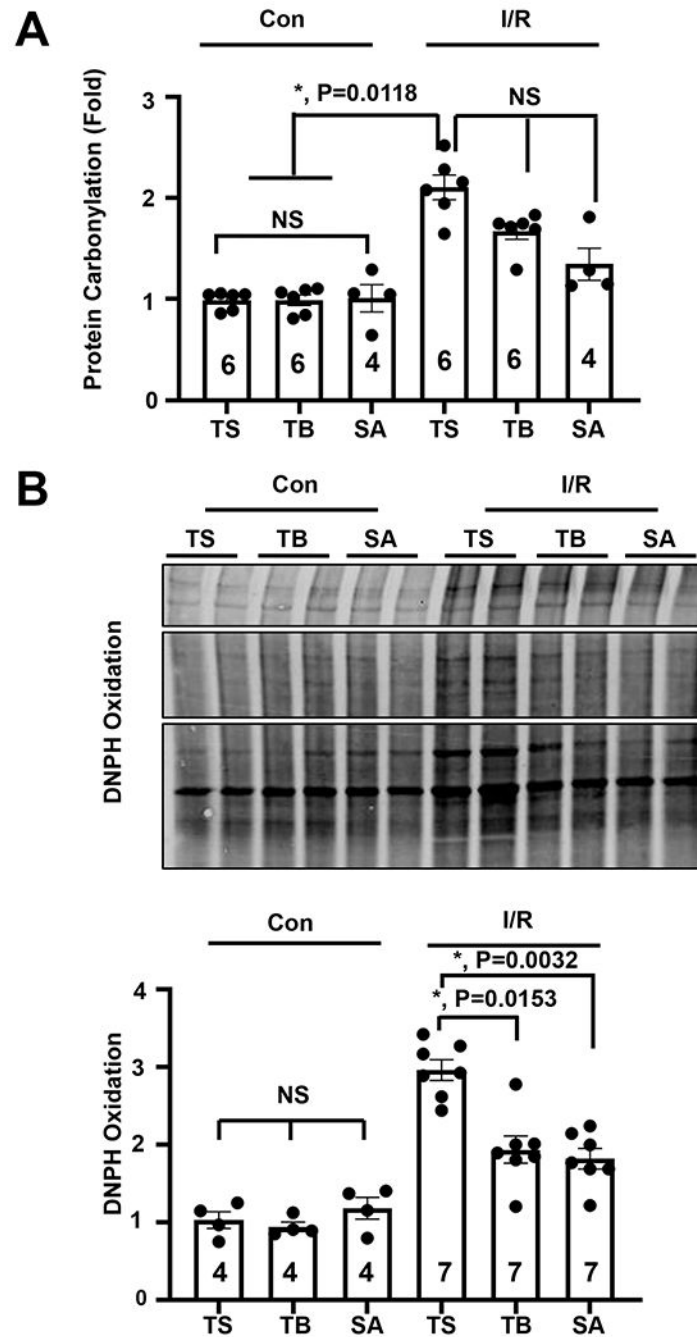 A
Con I/R
Protein Carbonylation (Fold)
3
*, P=0.0118 NS
2
NS
1
6 6 4 6 6 4
0
TS TB SA TS TB SA
B
Con I/R
TS TB SA TS TB SA
DNPH Oxidation
Con I/R
*, P=0.0032
4
*, P=0.0153
DNPH Oxidation
3
NS
2
1
4 4 4 7 7 7
0
TS TB SA TS TB SA